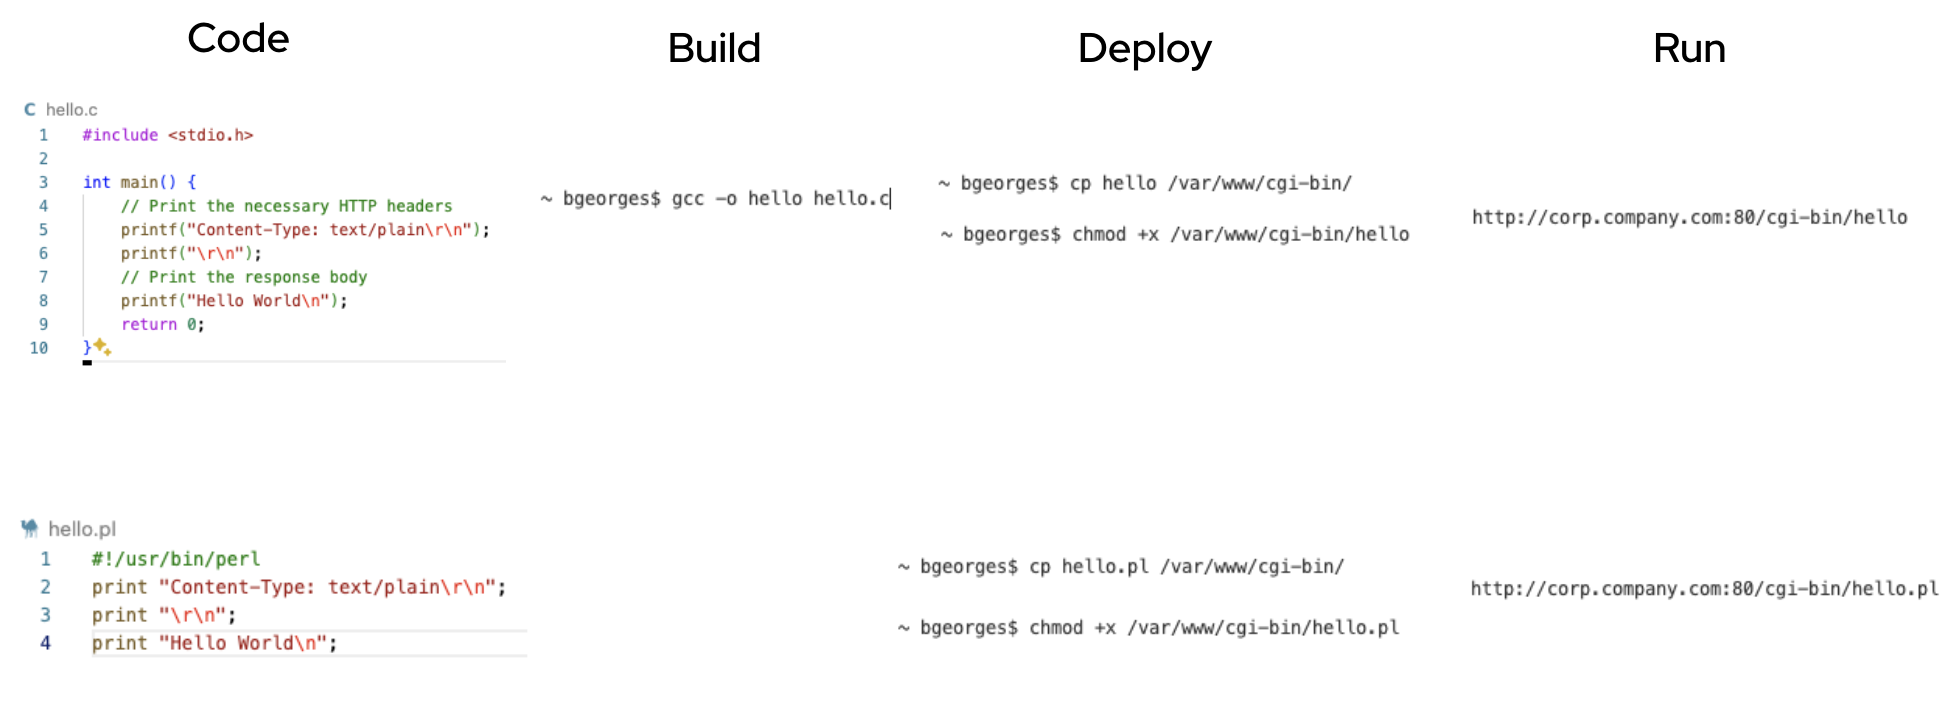 Code
Build
Deploy
Run
C hello.c
1 #include <stdio.h>
2
3 int main() {
4 // Print the necessary HTTP headers
5 printf("Content-Type: text/plain\r\n");
6 printf("\r\n");
7 // Print the response body
8 printf("Hello World\n");
9 return 0;
10 }
~ bgeorges$ gcc -o hello hello.c
~ bgeorges$ cp hello /var/www/cgi-bin/
~ bgeorges$ chmod +x /var/www/cgi-bin/hello
http://corp.company.com:80/cgi-bin/hello
hello.pl
1 #!/usr/bin/perl
2 print "Content-Type: text/plain\r\n";
3 print "\r\n";
4 print "Hello World\n";
~ bgeorges$ cp hello.pl /var/www/cgi-bin/
~ bgeorges$ chmod +x /var/www/cgi-bin/hello.pl
http://corp.company.com:80/cgi-bin/hello.pl